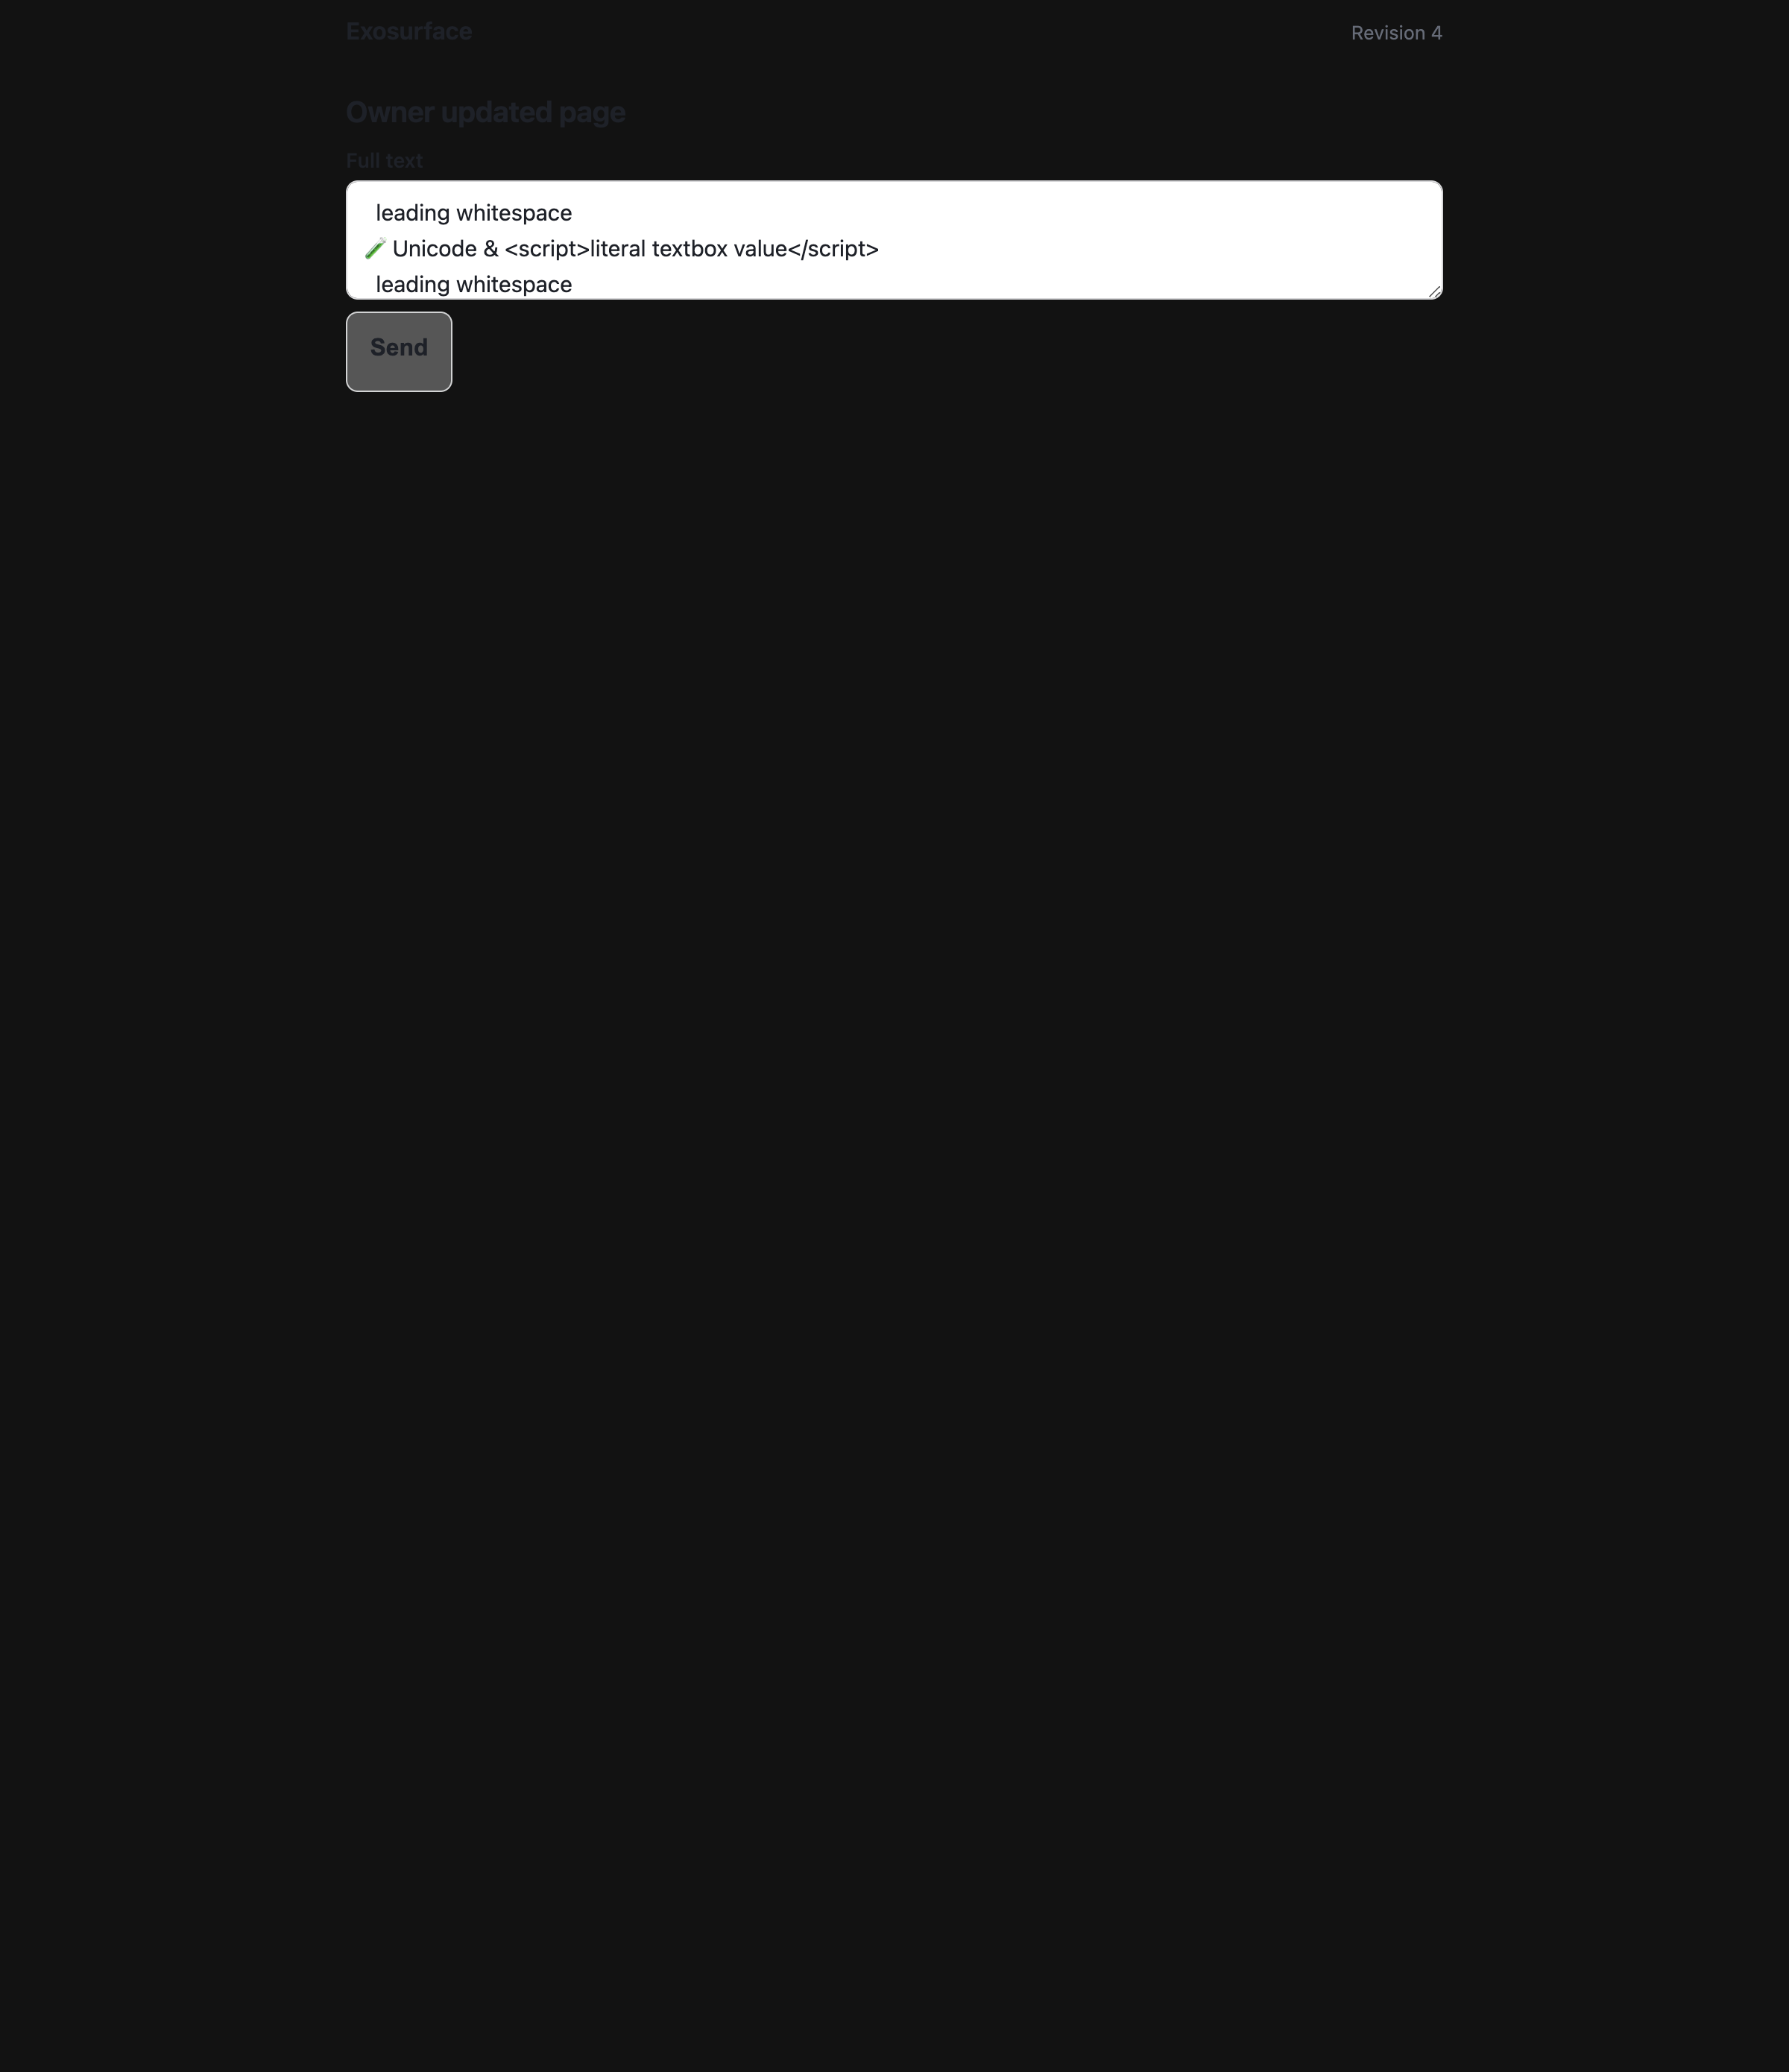 Exosurface
Revision 4
Owner updated page
Full text
leading whitespace
🧪 Unicode & <script>literal textbox value</script>
leading whitespace
Send